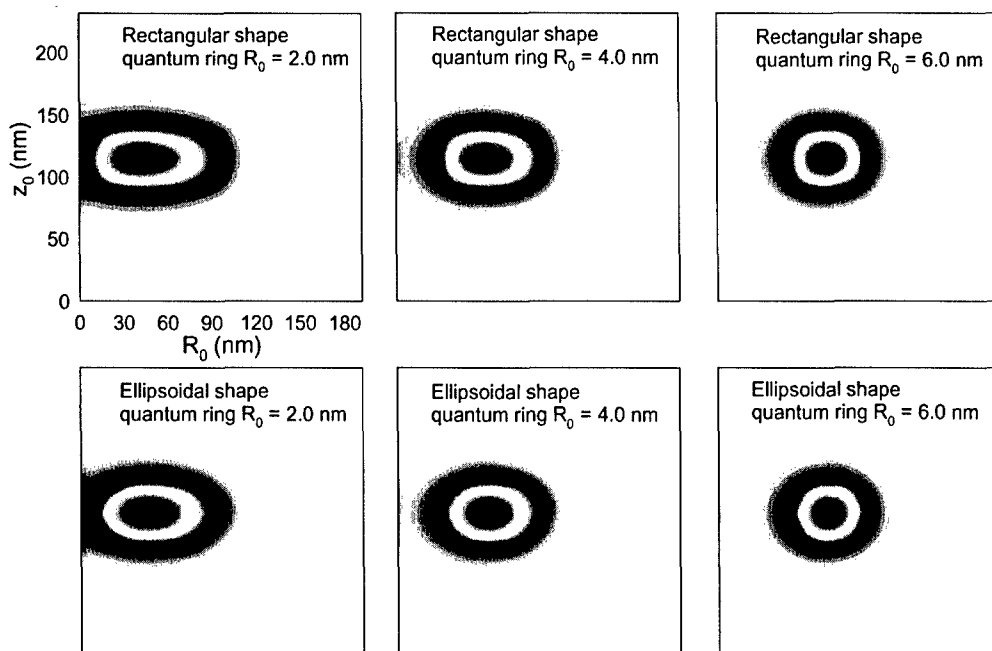 Rectangular shape
quantum ring R₀ = 2.0 nm
Rectangular shape
quantum ring R₀ = 4.0 nm
Rectangular shape
quantum ring R₀ = 6.0 nm
200
150
100
50
0
z₀ (nm)
0 30 60 90 120 150 180
R₀ (nm)
Ellipsoidal shape
quantum ring R₀ = 2.0 nm
Ellipsoidal shape
quantum ring R₀ = 4.0 nm
Ellipsoidal shape
quantum ring R₀ = 6.0 nm